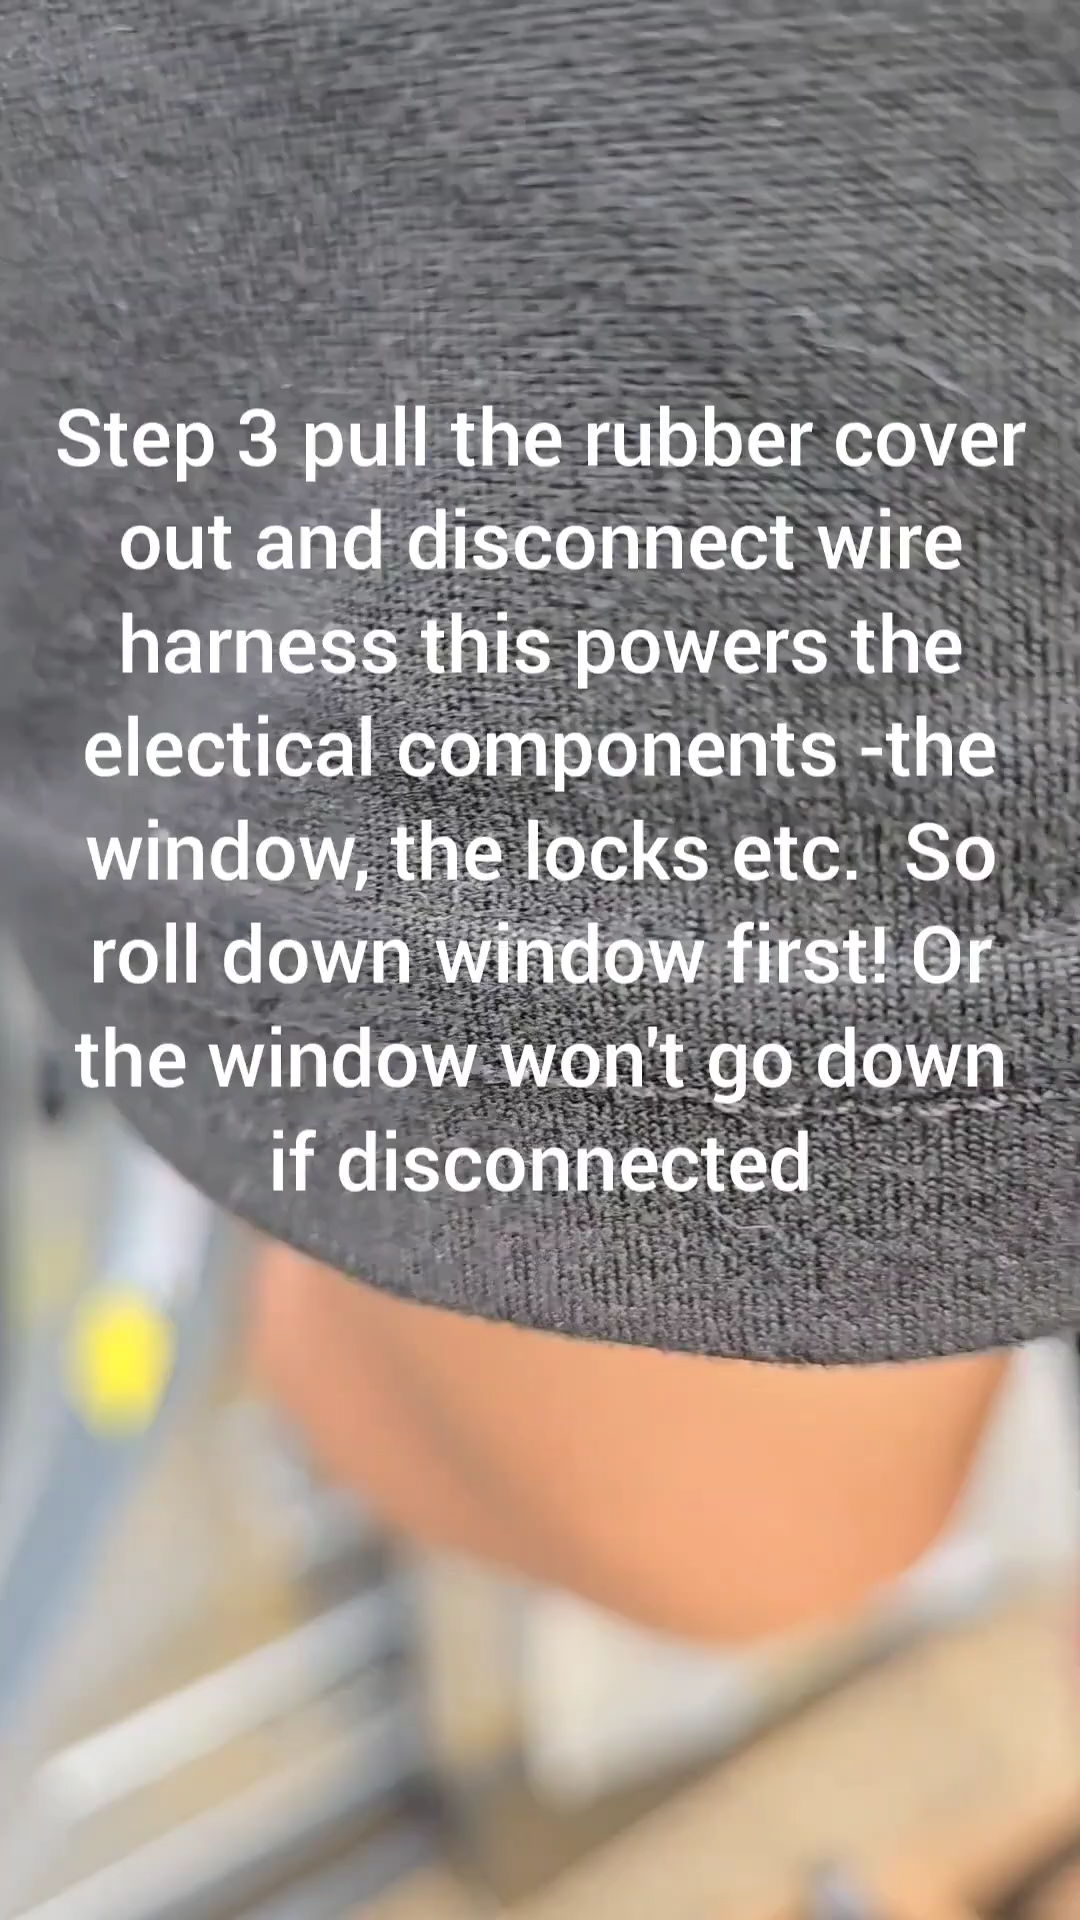 Step 3 pull the rubber cover
out and disconnect wire
harness this powers the
electical components -the
window, the locks etc.  So
roll down window first! Or
the window won't go down
if disconnected